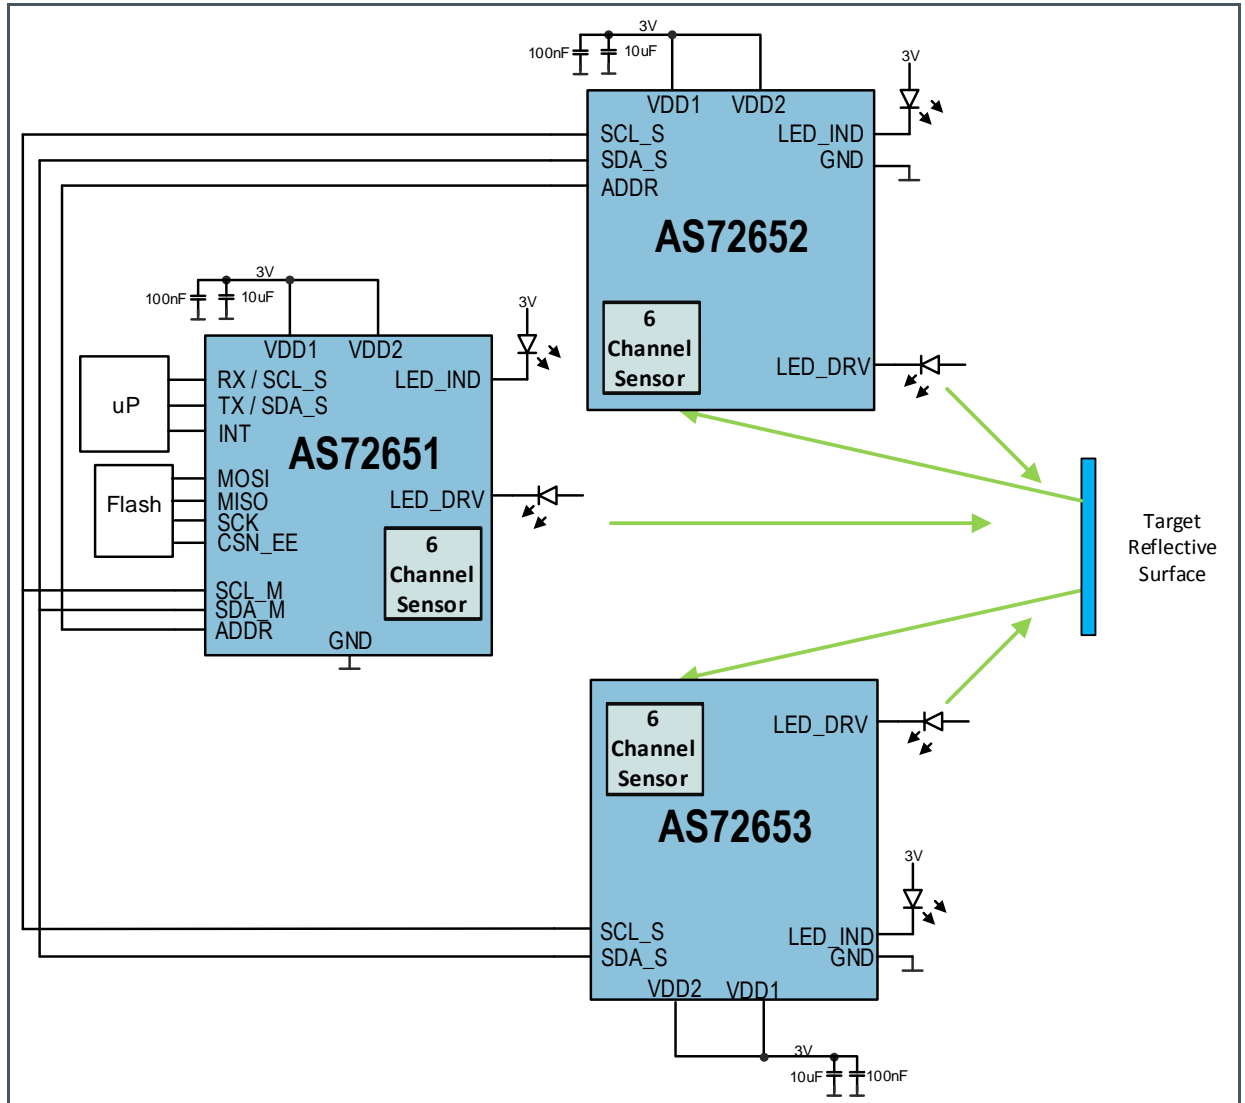 3V
100nF
10uF
3V
VDD1
VDD2
SCL_S
LED_IND
SDA_S
GND
ADDR
AS72652
6
Channel
Sensor
LED_DRV
3V
100nF
10uF
3V
VDD1
VDD2
uP
RX / SCL_S
LED_IND
TX / SDA_S
INT
AS72651
Flash
MOSI
MISO
LED_DRV
SCK
CSN_EE
6
Channel
Sensor
SCL_M
SDA_M
ADDR
GND
Target
Reflective
Surface
6
Channel
Sensor
LED_DRV
AS72653
3V
SCL_S
LED_IND
SDA_S
GND
VDD2
VDD1
3V
10uF
100nF